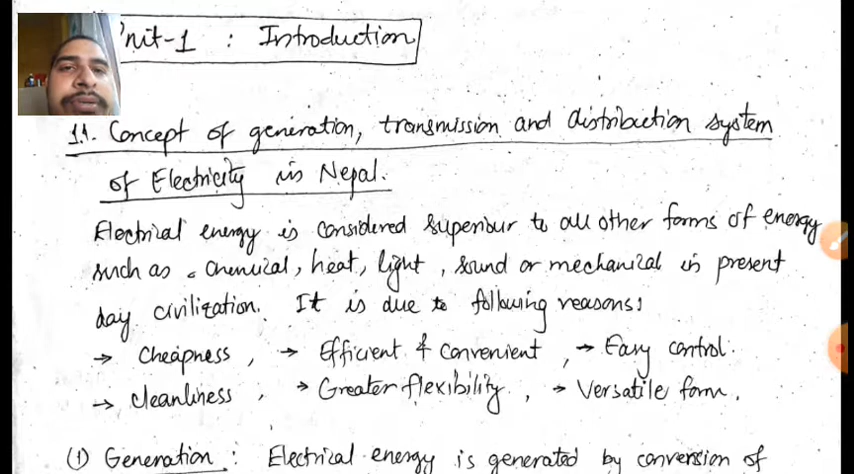 nit-1 : Introduction
1.1. Concept of generation, transmission and distribution system
of Electricity in Nepal.
Electrical energy is considered superiour to all other forms of energy
such as chemical, heat, light, sound or mechanical in present
day civilization. It is due to following reasons:
→ Cheapness, → Efficient & convenient, → Easy control.
→ Cleanliness, → Greater flexibility, → Versatile form.
(1) Generation : Electrical energy is generated by conversion of